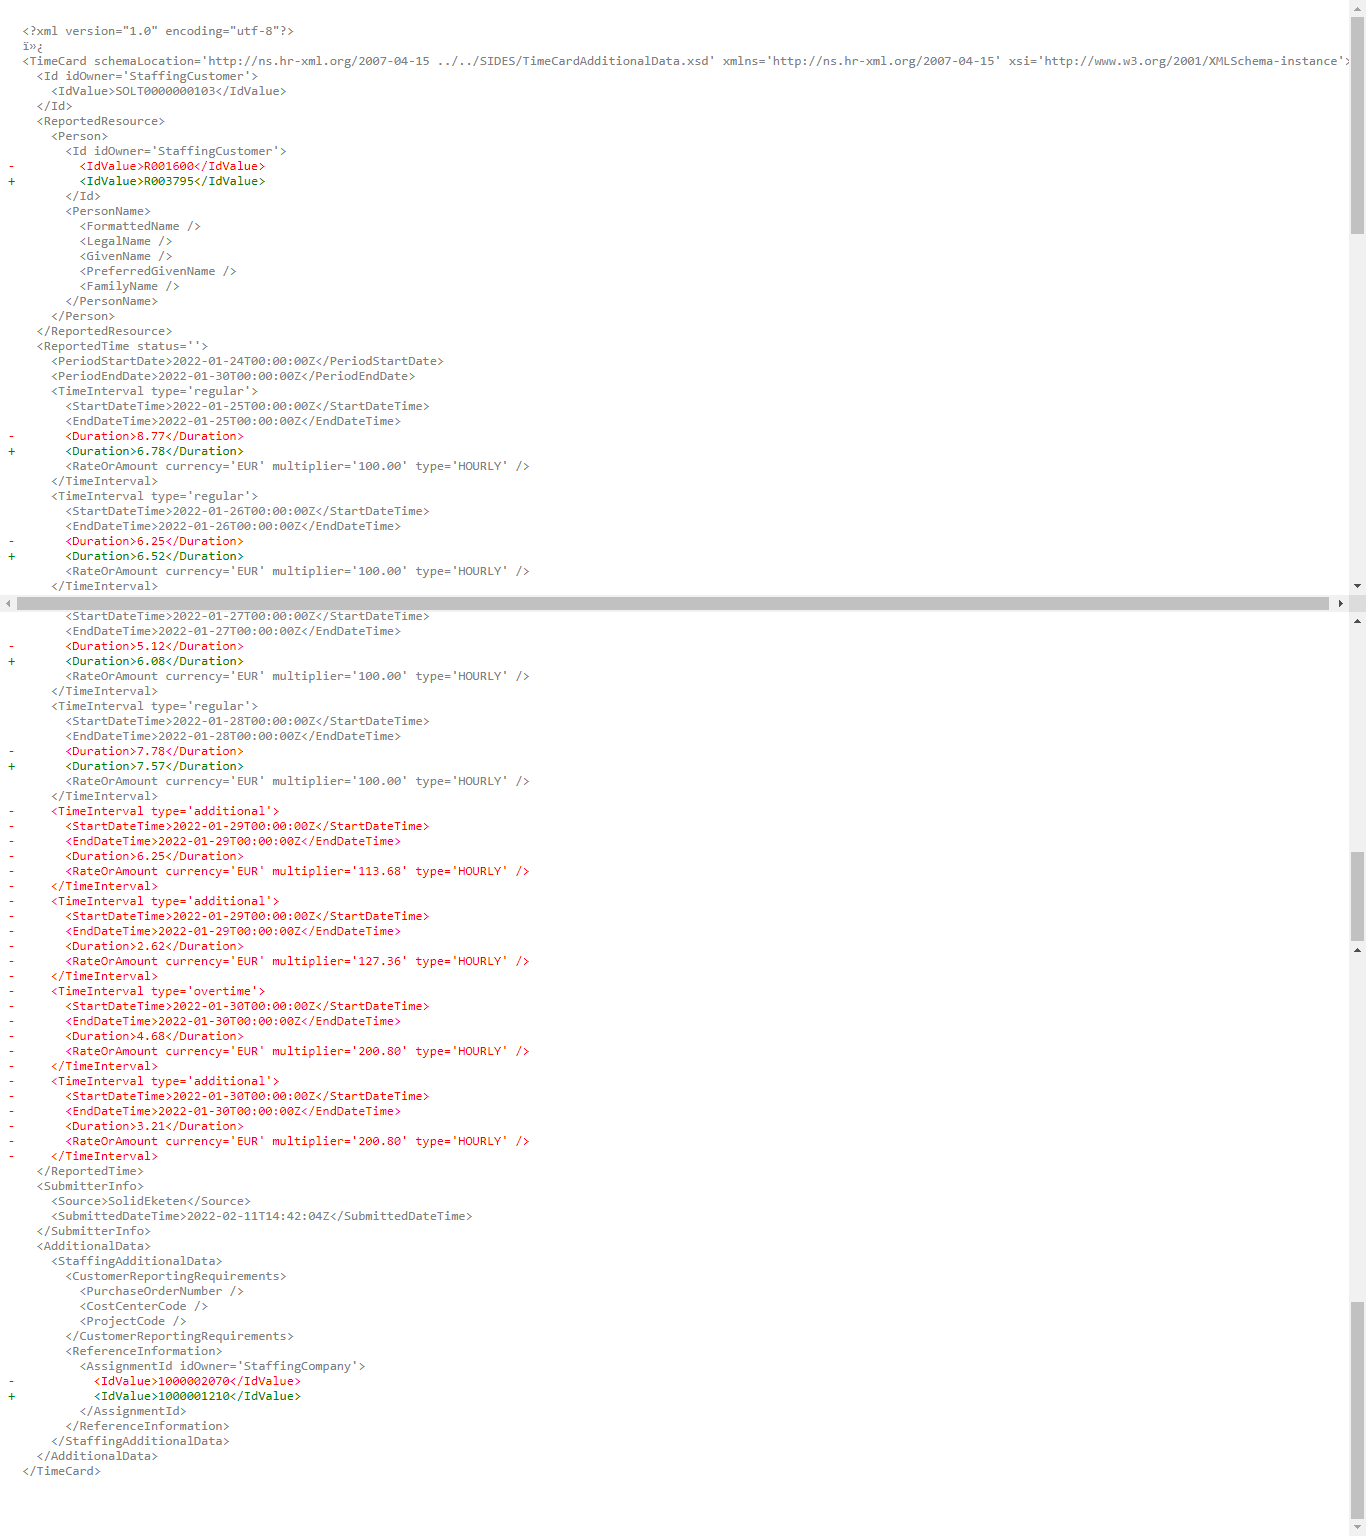 <?xml version="1.0" encoding="utf-8"?>
ï»¿
<TimeCard schemaLocation='http://ns.hr-xml.org/2007-04-15 ../../SIDES/TimeCardAdditionalData.xsd' xmlns='http://ns.hr-xml.org/2007-04-15' xsi='http://www.w3.org/2001/XMLSchema-instance'>
  <Id idOwner='StaffingCustomer'>
    <IdValue>SOLT0000000103</IdValue>
  </Id>
  <ReportedResource>
    <Person>
      <Id idOwner='StaffingCustomer'>
-        <IdValue>R001600</IdValue>
+        <IdValue>R003795</IdValue>
      </Id>
      <PersonName>
        <FormattedName />
        <LegalName />
        <GivenName />
        <PreferredGivenName />
        <FamilyName />
      </PersonName>
    </Person>
  </ReportedResource>
  <ReportedTime status=''>
    <PeriodStartDate>2022-01-24T00:00:00Z</PeriodStartDate>
    <PeriodEndDate>2022-01-30T00:00:00Z</PeriodEndDate>
    <TimeInterval type='regular'>
      <StartDateTime>2022-01-25T00:00:00Z</StartDateTime>
      <EndDateTime>2022-01-25T00:00:00Z</EndDateTime>
-      <Duration>8.77</Duration>
+      <Duration>6.78</Duration>
      <RateOrAmount currency='EUR' multiplier='100.00' type='HOURLY' />
    </TimeInterval>
    <TimeInterval type='regular'>
      <StartDateTime>2022-01-26T00:00:00Z</StartDateTime>
      <EndDateTime>2022-01-26T00:00:00Z</EndDateTime>
-      <Duration>6.25</Duration>
+      <Duration>6.52</Duration>
      <RateOrAmount currency='EUR' multiplier='100.00' type='HOURLY' />
    </TimeInterval>
      <StartDateTime>2022-01-27T00:00:00Z</StartDateTime>
      <EndDateTime>2022-01-27T00:00:00Z</EndDateTime>
-      <Duration>5.12</Duration>
+      <Duration>6.08</Duration>
      <RateOrAmount currency='EUR' multiplier='100.00' type='HOURLY' />
    </TimeInterval>
    <TimeInterval type='regular'>
      <StartDateTime>2022-01-28T00:00:00Z</StartDateTime>
      <EndDateTime>2022-01-28T00:00:00Z</EndDateTime>
-      <Duration>7.78</Duration>
+      <Duration>7.57</Duration>
      <RateOrAmount currency='EUR' multiplier='100.00' type='HOURLY' />
    </TimeInterval>
-    <TimeInterval type='additional'>
-      <StartDateTime>2022-01-29T00:00:00Z</StartDateTime>
-      <EndDateTime>2022-01-29T00:00:00Z</EndDateTime>
-      <Duration>6.25</Duration>
-      <RateOrAmount currency='EUR' multiplier='113.68' type='HOURLY' />
-    </TimeInterval>
-    <TimeInterval type='additional'>
-      <StartDateTime>2022-01-29T00:00:00Z</StartDateTime>
-      <EndDateTime>2022-01-29T00:00:00Z</EndDateTime>
-      <Duration>2.62</Duration>
-      <RateOrAmount currency='EUR' multiplier='127.36' type='HOURLY' />
-    </TimeInterval>
-    <TimeInterval type='overtime'>
-      <StartDateTime>2022-01-30T00:00:00Z</StartDateTime>
-      <EndDateTime>2022-01-30T00:00:00Z</EndDateTime>
-      <Duration>4.68</Duration>
-      <RateOrAmount currency='EUR' multiplier='200.80' type='HOURLY' />
-    </TimeInterval>
-    <TimeInterval type='additional'>
-      <StartDateTime>2022-01-30T00:00:00Z</StartDateTime>
-      <EndDateTime>2022-01-30T00:00:00Z</EndDateTime>
-      <Duration>3.21</Duration>
-      <RateOrAmount currency='EUR' multiplier='200.80' type='HOURLY' />
-    </TimeInterval>
  </ReportedTime>
  <SubmitterInfo>
    <Source>SolidEketen</Source>
    <SubmittedDateTime>2022-02-11T14:42:04Z</SubmittedDateTime>
  </SubmitterInfo>
  <AdditionalData>
    <StaffingAdditionalData>
      <CustomerReportingRequirements>
        <PurchaseOrderNumber />
        <CostCenterCode />
        <ProjectCode />
      </CustomerReportingRequirements>
      <ReferenceInformation>
        <AssignmentId idOwner='StaffingCompany'>
-          <IdValue>1000002070</IdValue>
+          <IdValue>1000001210</IdValue>
        </AssignmentId>
      </ReferenceInformation>
    </StaffingAdditionalData>
  </AdditionalData>
</TimeCard>